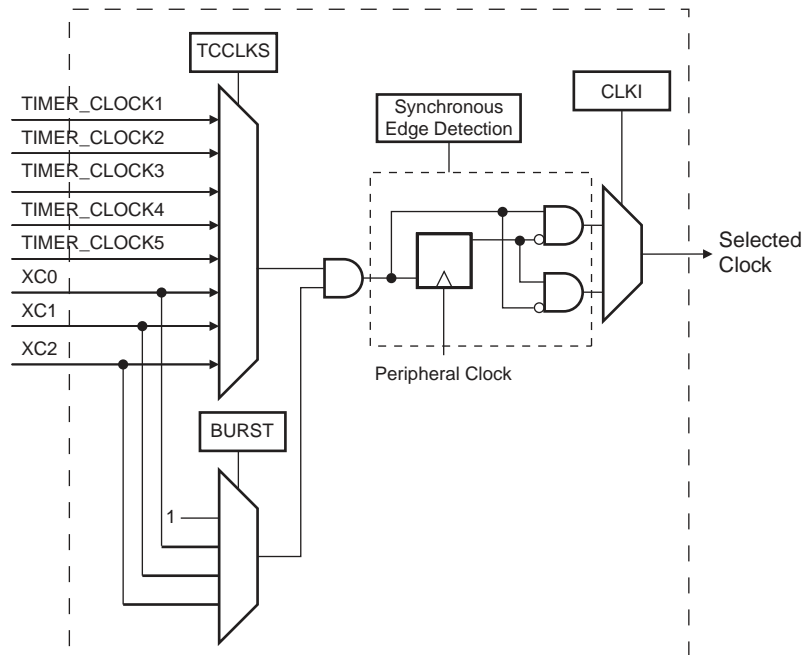 TCCLKS
TIMER_CLOCK1
TIMER_CLOCK2
TIMER_CLOCK3
TIMER_CLOCK4
TIMER_CLOCK5
XC0
XC1
XC2
Synchronous
Edge Detection
CLKI
Selected
Clock
Peripheral Clock
BURST
1